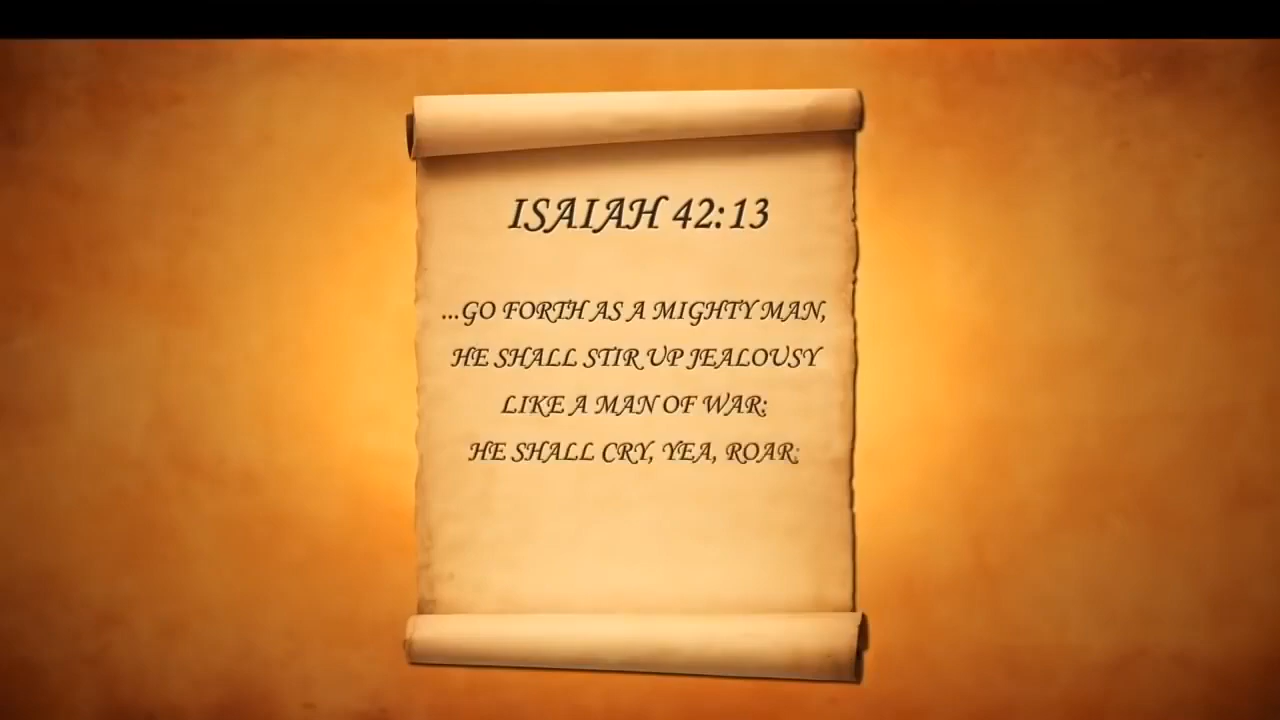 ISAIAH 42:13
...GO FORTH AS A MIGHTY MAN,
HE SHALL STIR UP JEALOUSY
LIKE A MAN OF WAR:
HE SHALL CRY, YEA, ROAR: